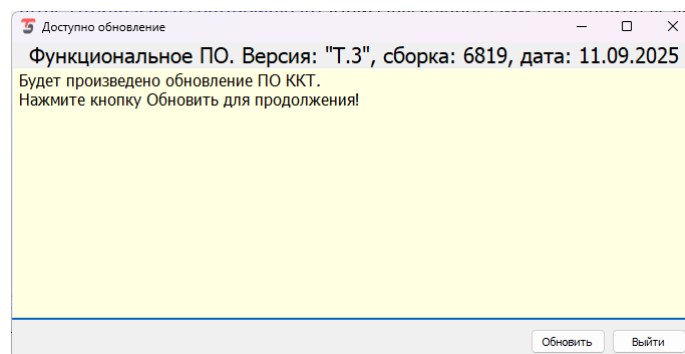 Доступно обновление
Функциональное ПО. Версия: "Т.3", сборка: 6819, дата: 11.09.2025
Будет произведено обновление ПО ККТ.
Нажмите кнопку Обновить для продолжения!
Обновить Выйти